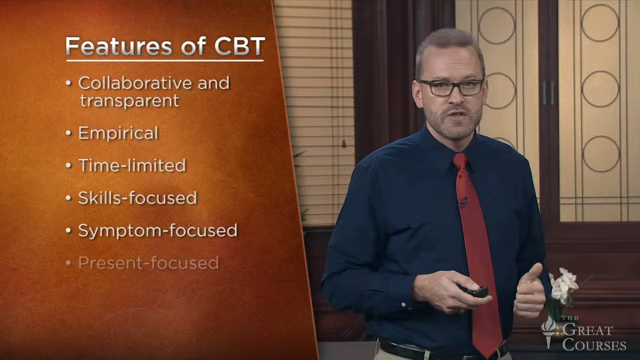 Features of CBT
• Collaborative and
transparent
• Empirical
• Time-limited
• Skills-focused
• Symptom-focused
• Present-focused
THE
GREAT
COURSES